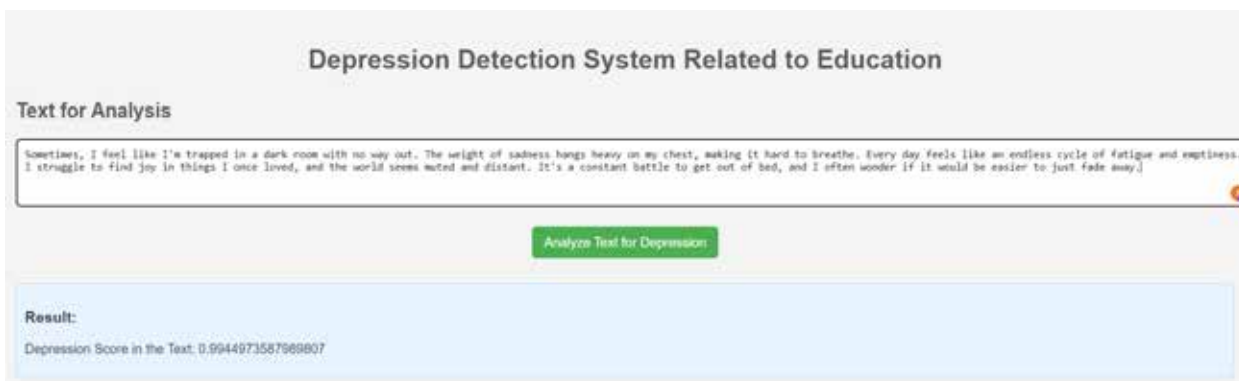 Depression Detection System Related to Education
Text for Analysis
Sometimes, I feel like I'm trapped in a dark room with no way out. The weight of sadness hangs heavy on my chest, making it hard to breathe. Every day feels like an endless cycle of fatigue and emptiness.
I struggle to find joy in things I once loved, and the world seems muted and distant. It's a constant battle to get out of bed, and I often wonder if it would be easier to just fade away.
Analyze Text for Depression
Result:
Depression Score in the Text: 0.9944973587989807